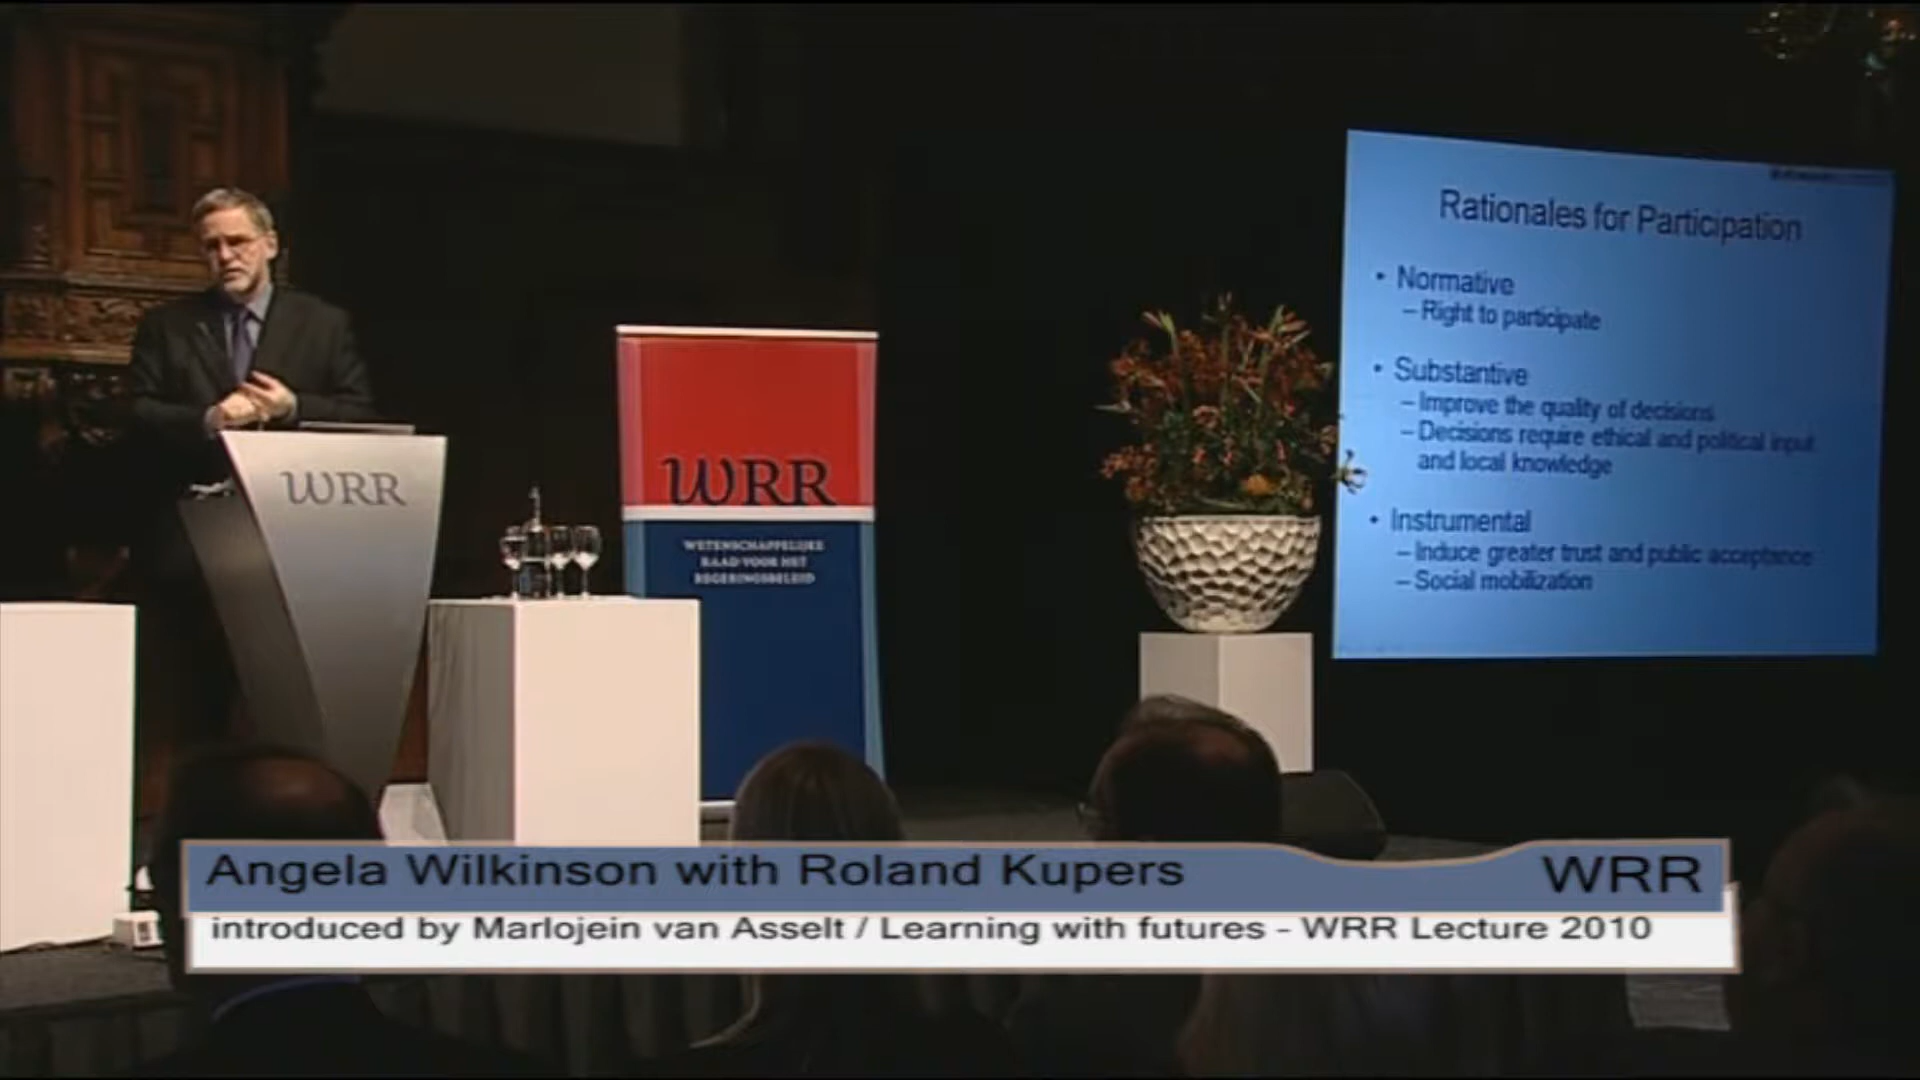 Rationales for Participation
• Normative
– Right to participate
• Substantive
– Improve the quality of decisions
– Decisions require ethical and political input
and local knowledge
• Instrumental
– Induce greater trust and public acceptance
– Social mobilization
WRR
WRR
WETENSCHAPPELIJKE
RAAD VOOR HET
REGERINGSBELEID
Angela Wilkinson with Roland Kupers
WRR
introduced by Marlojein van Asselt / Learning with futures - WRR Lecture 2010